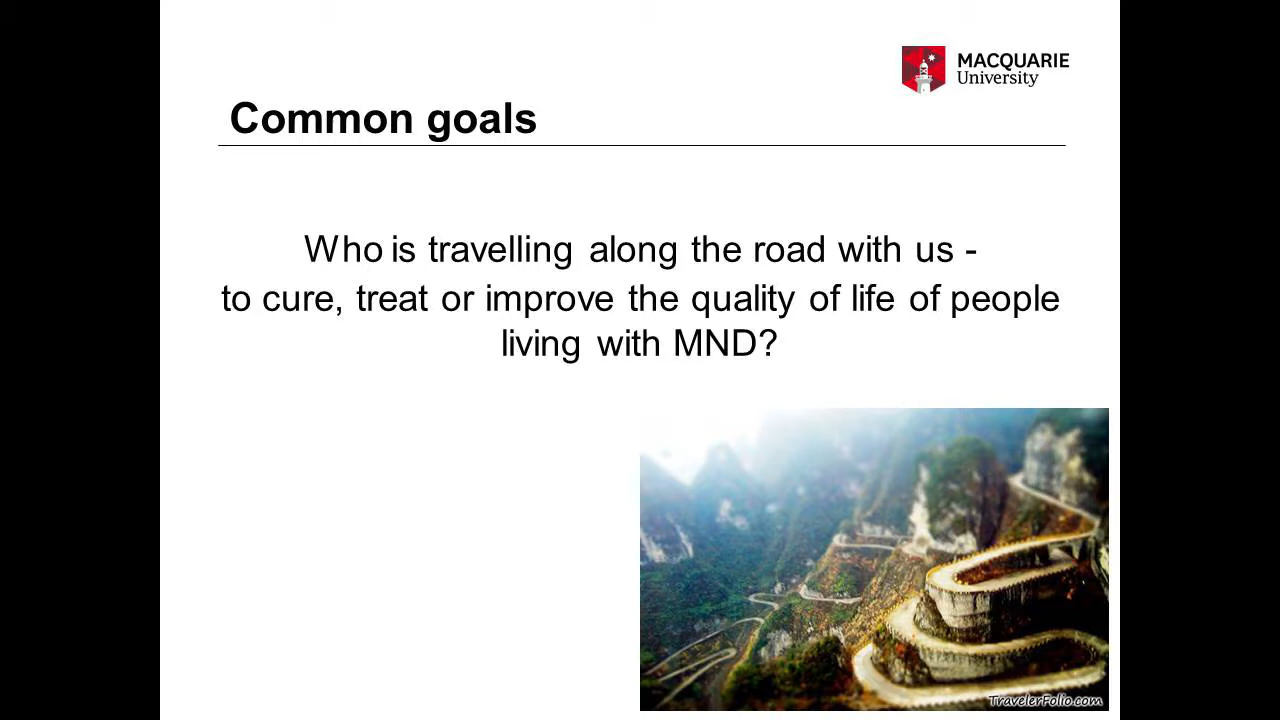 MACQUARIE
University
Common goals
Who is travelling along the road with us -
to cure, treat or improve the quality of life of people
living with MND?
TravelerFolio.com